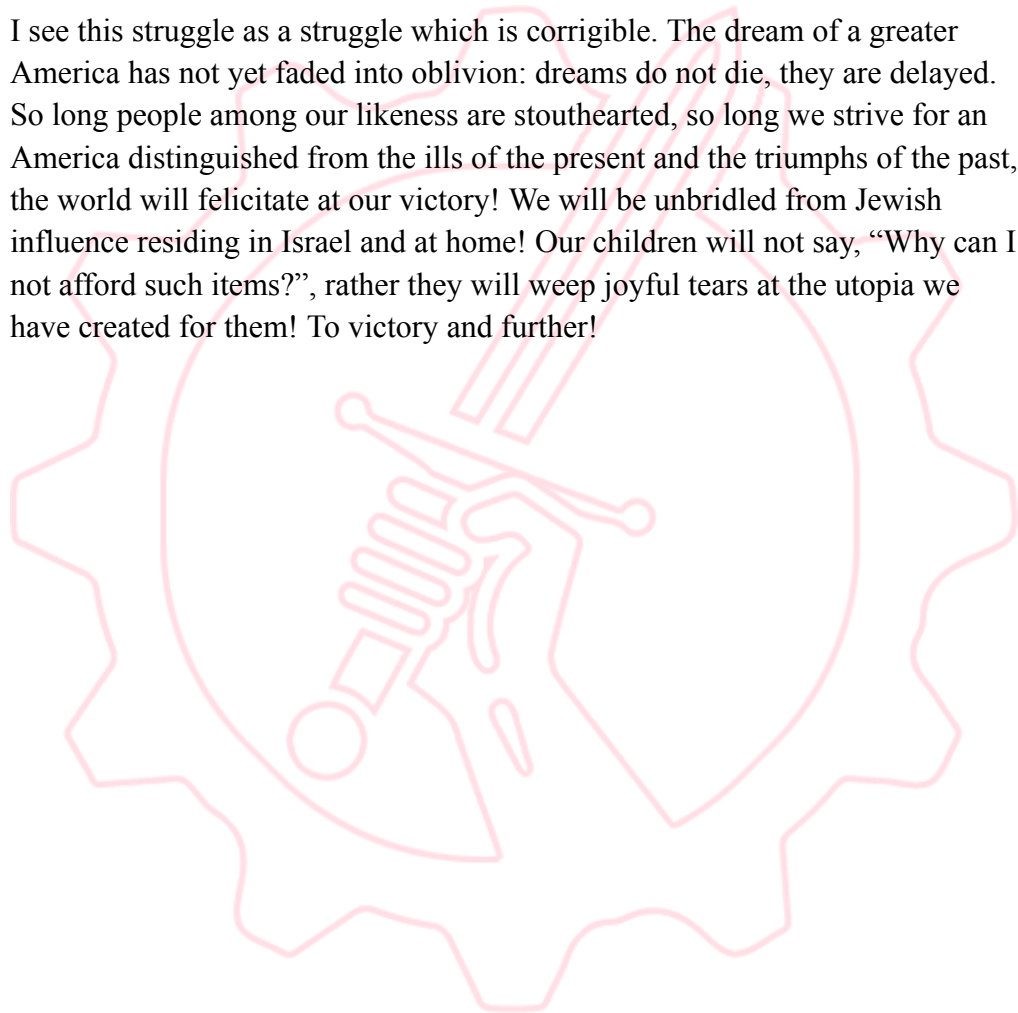 I see this struggle as a struggle which is corrigible. The dream of a greater
America has not yet faded into oblivion: dreams do not die, they are delayed.
So long people among our likeness are stouthearted, so long we strive for an
America distinguished from the ills of the present and the triumphs of the past,
the world will felicitate at our victory! We will be unbridled from Jewish
influence residing in Israel and at home! Our children will not say, “Why can I
not afford such items?”, rather they will weep joyful tears at the utopia we
have created for them! To victory and further!